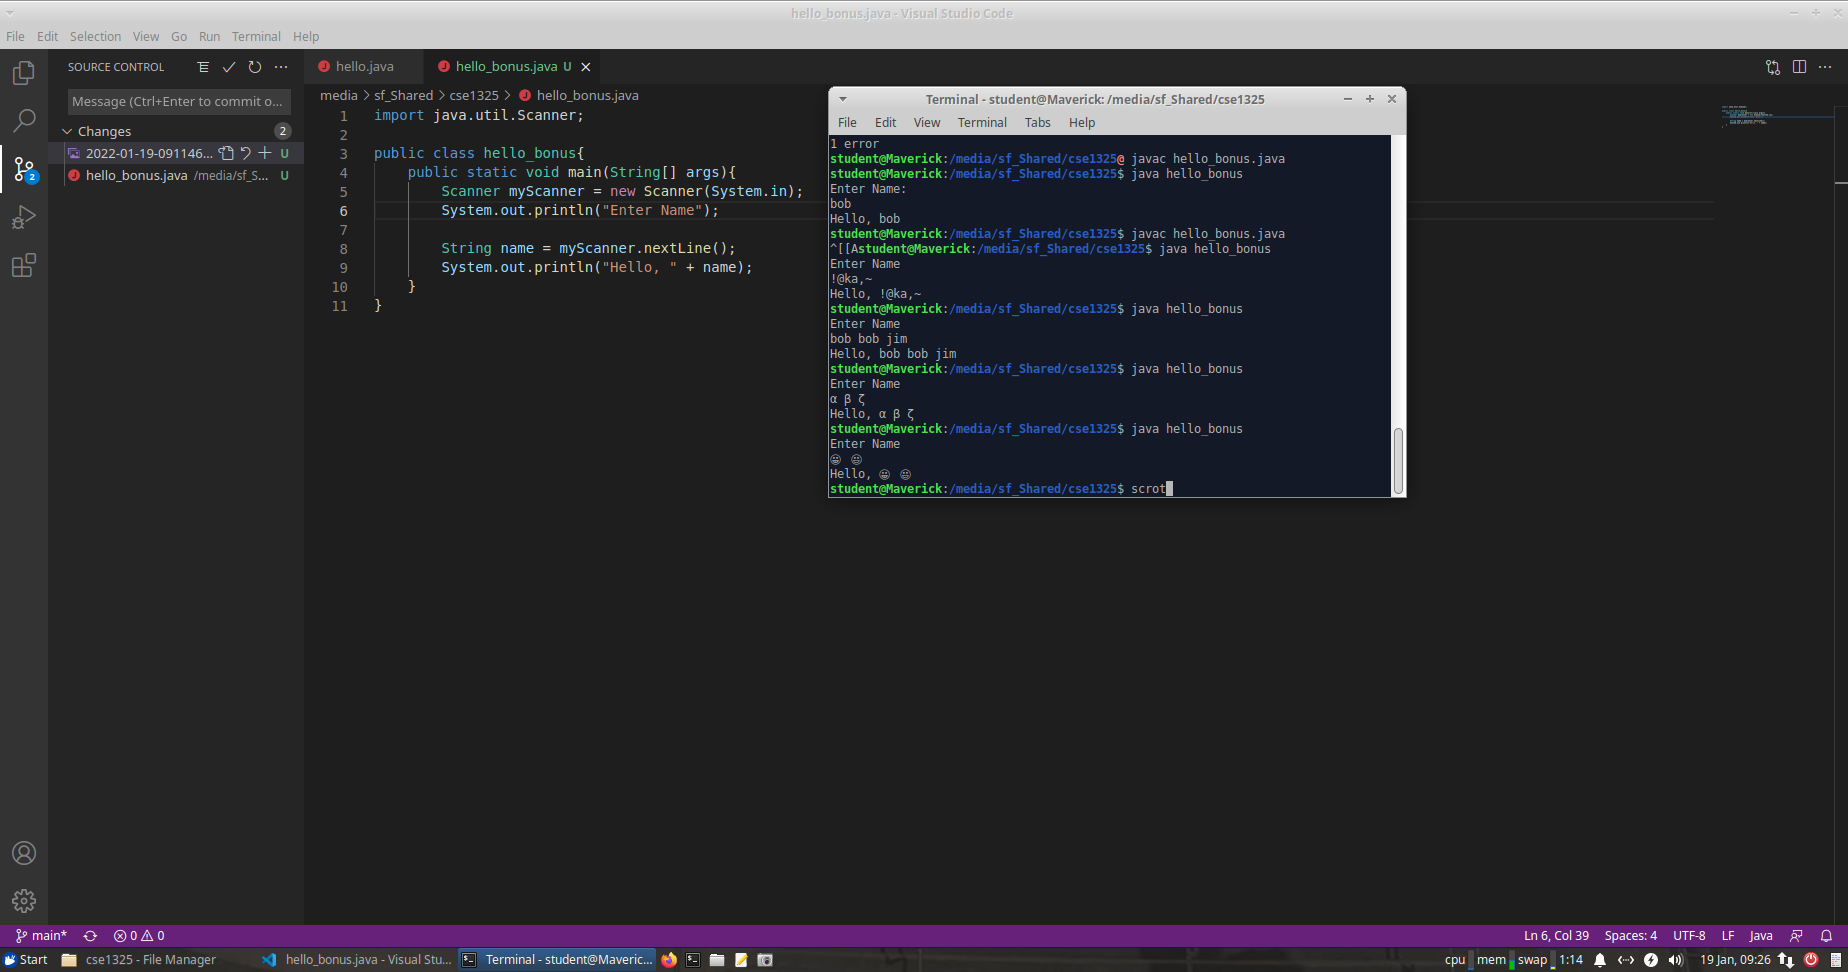 hello_bonus.java - Visual Studio Code
File Edit Selection View Go Run Terminal Help
SOURCE CONTROL
Message (Ctrl+Enter to commit o...
Changes 2
2022-01-19-091146... U
hello_bonus.java /media/sf_S... U
2
hello.java hello_bonus.java U
media > sf_Shared > cse1325 > hello_bonus.java
1 import java.util.Scanner;
2
3 public class hello_bonus{
4 public static void main(String[] args){
5 Scanner myScanner = new Scanner(System.in);
6 System.out.println("Enter Name");
7
8 String name = myScanner.nextLine();
9 System.out.println("Hello, " + name);
10 }
11 }
Terminal - student@Maverick: /media/sf_Shared/cse1325
File Edit View Terminal Tabs Help
1 error
student@Maverick:/media/sf_Shared/cse1325@ javac hello_bonus.java
student@Maverick:/media/sf_Shared/cse1325$ java hello_bonus
Enter Name:
bob
Hello, bob
student@Maverick:/media/sf_Shared/cse1325$ javac hello_bonus.java
^[[Astudent@Maverick:/media/sf_Shared/cse1325$ java hello_bonus
Enter Name
!@ka,~
Hello, !@ka,~
student@Maverick:/media/sf_Shared/cse1325$ java hello_bonus
Enter Name
bob bob jim
Hello, bob bob jim
student@Maverick:/media/sf_Shared/cse1325$ java hello_bonus
Enter Name
α β ζ
Hello, α β ζ
student@Maverick:/media/sf_Shared/cse1325$ java hello_bonus
Enter Name
😀 😐
Hello, 😀 😐
student@Maverick:/media/sf_Shared/cse1325$ scrot
main* 0 0 Ln 6, Col 39 Spaces: 4 UTF-8 LF Java
Start cse1325 - File Manager hello_bonus.java - Visual Stu... Terminal - student@Maveric... cpu mem swap 1:14 19 Jan, 09:26